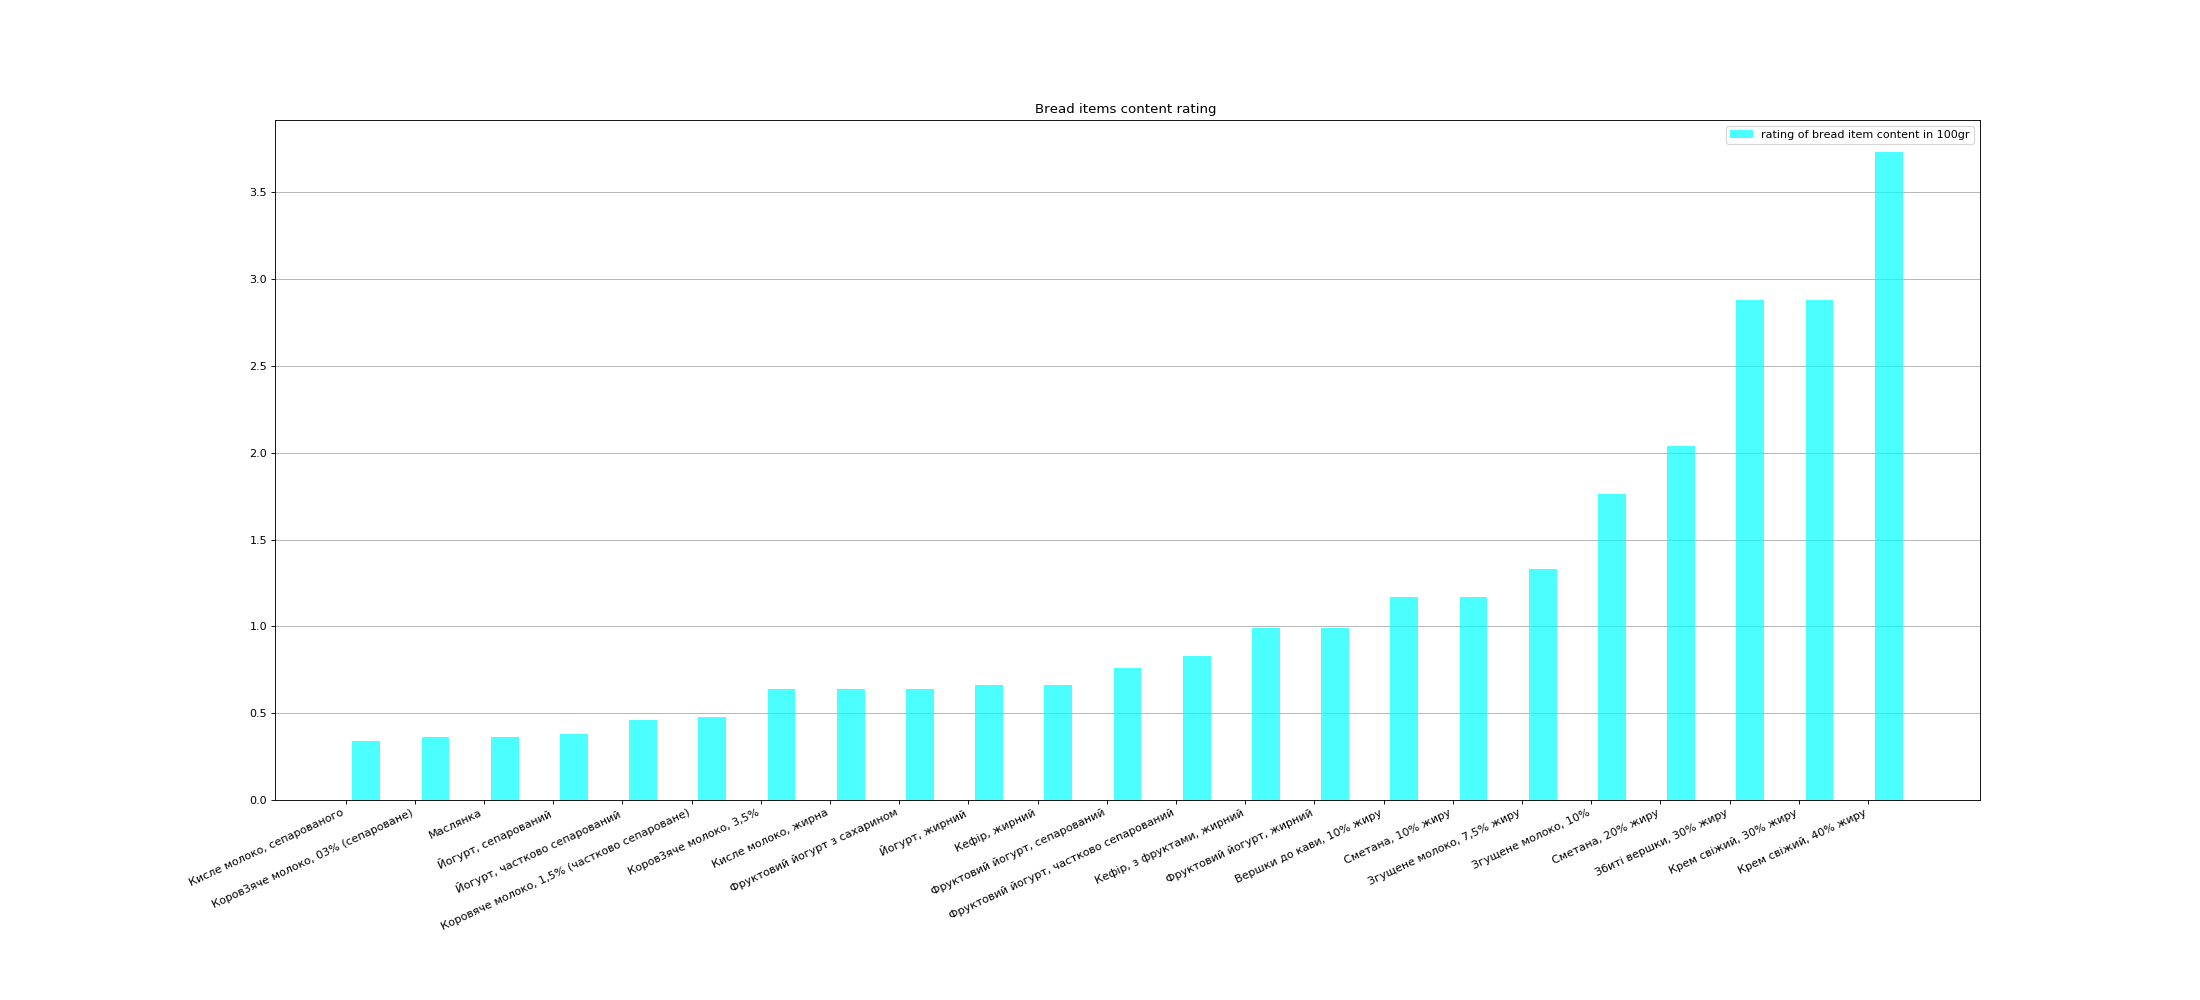 Bread items content rating
rating of bread item content in 100gr
3.5
3.0
2.5
2.0
1.5
1.0
0.5
0.0
Кисле молоко, сепарованого
КоровЗяче молоко, 03% (сепароване)
Маслянка
Йогурт, сепарований
Йогурт, частково сепарований
Коровяче молоко, 1,5% (частково сепароване)
КоровЗяче молоко, 3,5%
Кисле молоко, жирна
Фруктовий йогурт з сахарином
Йогурт, жирний
Кефір, жирний
Фруктовий йогурт, сепарований
Фруктовий йогурт, частково сепарований
Кефір, з фруктами, жирний
Фруктовий йогурт, жирний
Вершки до кави, 10% жиру
Сметана, 10% жиру
Згущене молоко, 7,5% жиру
Згущене молоко, 10%
Сметана, 20% жиру
Збиті вершки, 30% жиру
Крем свіжий, 30% жиру
Крем свіжий, 40% жиру